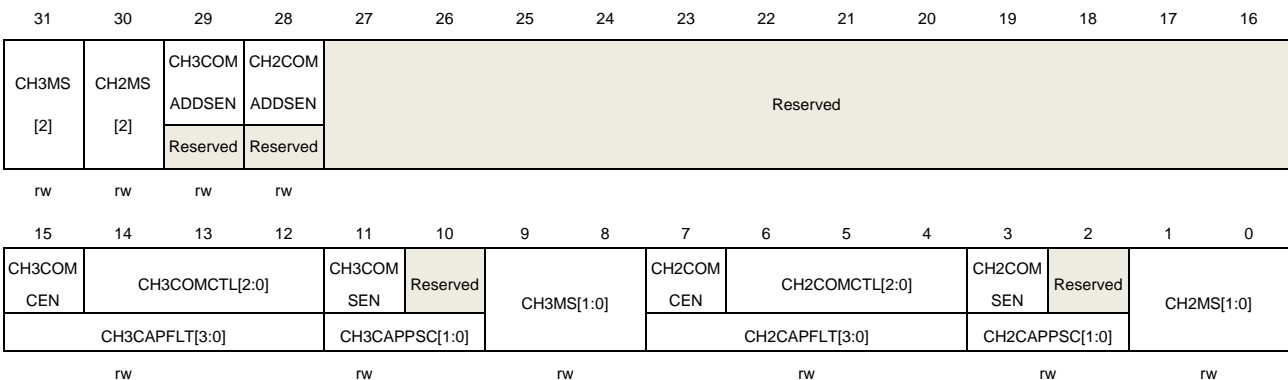 31 30 29 28 27 26 25 24 23 22 21 20 19 18 17 16
CH3MS [2] CH2MS [2] CH3COM ADDSEN CH2COM ADDSEN Reserved
Reserved Reserved
rw rw rw rw
15 14 13 12 11 10 9 8 7 6 5 4 3 2 1 0
CH3COM CEN CH3COMCTL[2:0] CH3COM SEN Reserved CH3MS[1:0] CH2COM CEN CH2COMCTL[2:0] CH2COM SEN Reserved CH2MS[1:0]
CH3CAPFLT[3:0] CH3CAPPSC[1:0] CH2CAPFLT[3:0] CH2CAPPSC[1:0]
rw rw rw rw rw rw